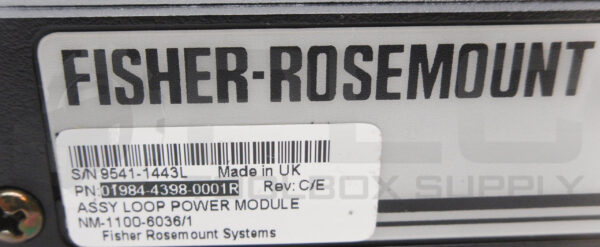 FISHER-ROSEMOUNT
S/N 9541-1443L Made in UK
PN:01984-4398-0001R Rev: C/E
ASSY LOOP POWER MODULE
NM-1100-6036/1
Fisher Rosemount Systems
TOOLBOX SUPPLY